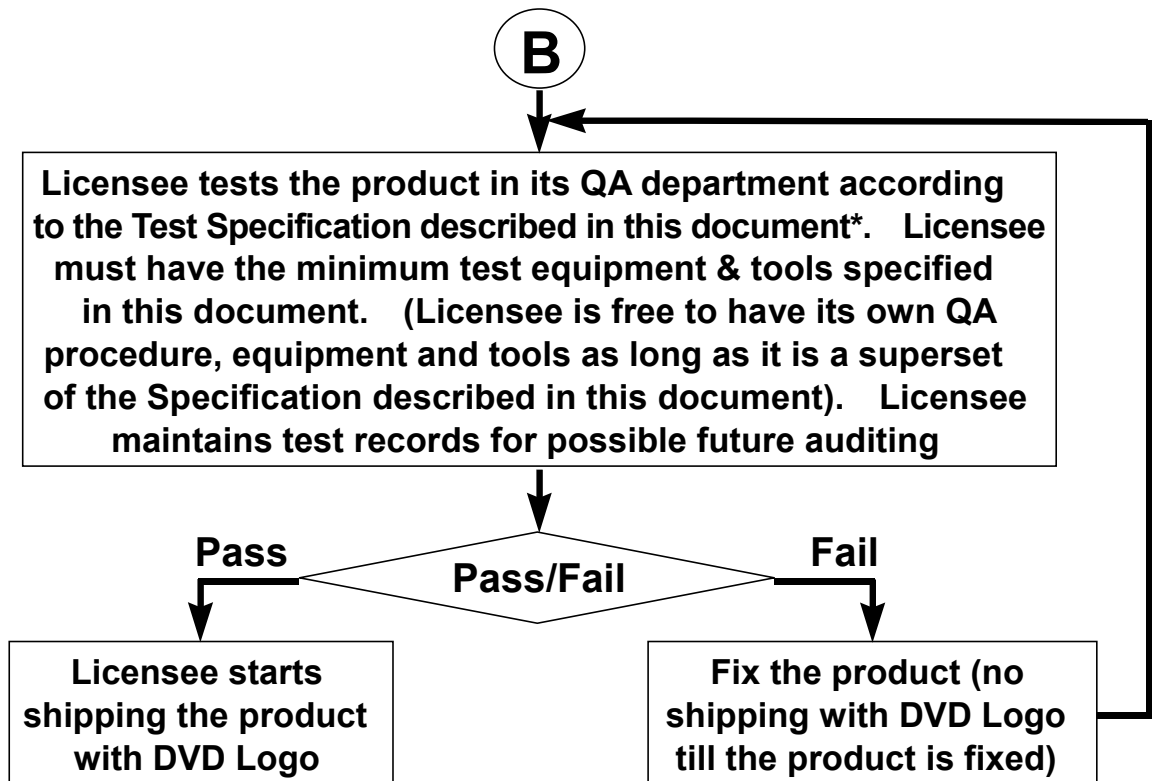 B
Licensee tests the product in its QA department according
to the Test Specification described in this document*. Licensee
must have the minimum test equipment & tools specified
in this document. (Licensee is free to have its own QA
procedure, equipment and tools as long as it is a superset
of the Specification described in this document). Licensee
maintains test records for possible future auditing
Pass
Fail
Pass/Fail
Licensee starts
shipping the product
with DVD Logo
Fix the product (no
shipping with DVD Logo
till the product is fixed)